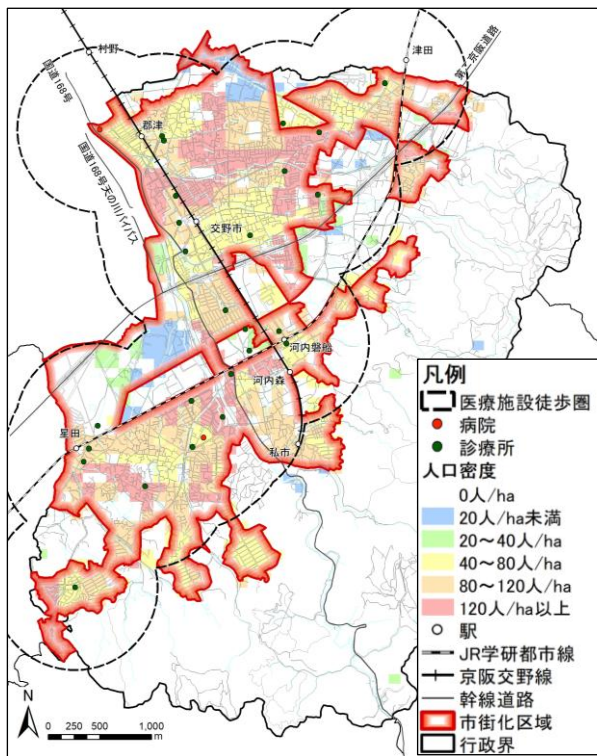 村野
津田
国道168号
第二京阪道路
郡津
国道168号天の川バイパス
交野市
河内磐船
河内森
星田
私市
凡例
医療施設徒歩圏
病院
診療所
人口密度
0人/ha
20人/ha未満
20～40人/ha
40～80人/ha
80～120人/ha
120人/ha以上
駅
JR学研都市線
京阪交野線
幹線道路
市街化区域
行政界
N
0 250 500 1,000
m